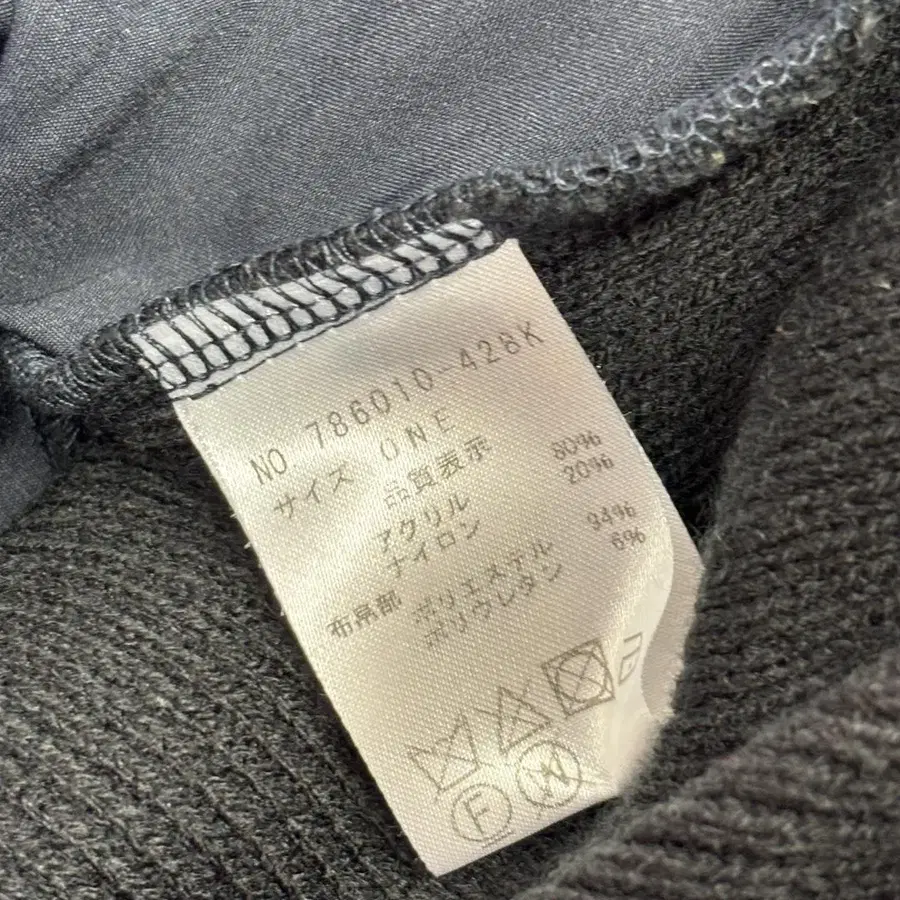 NO. 786010-428K
サイズ ONE
品質表示
アクリル 80%
ナイロン 20%
布帛部 ポリエステル 94%
ポリウレタン 6%
F
W